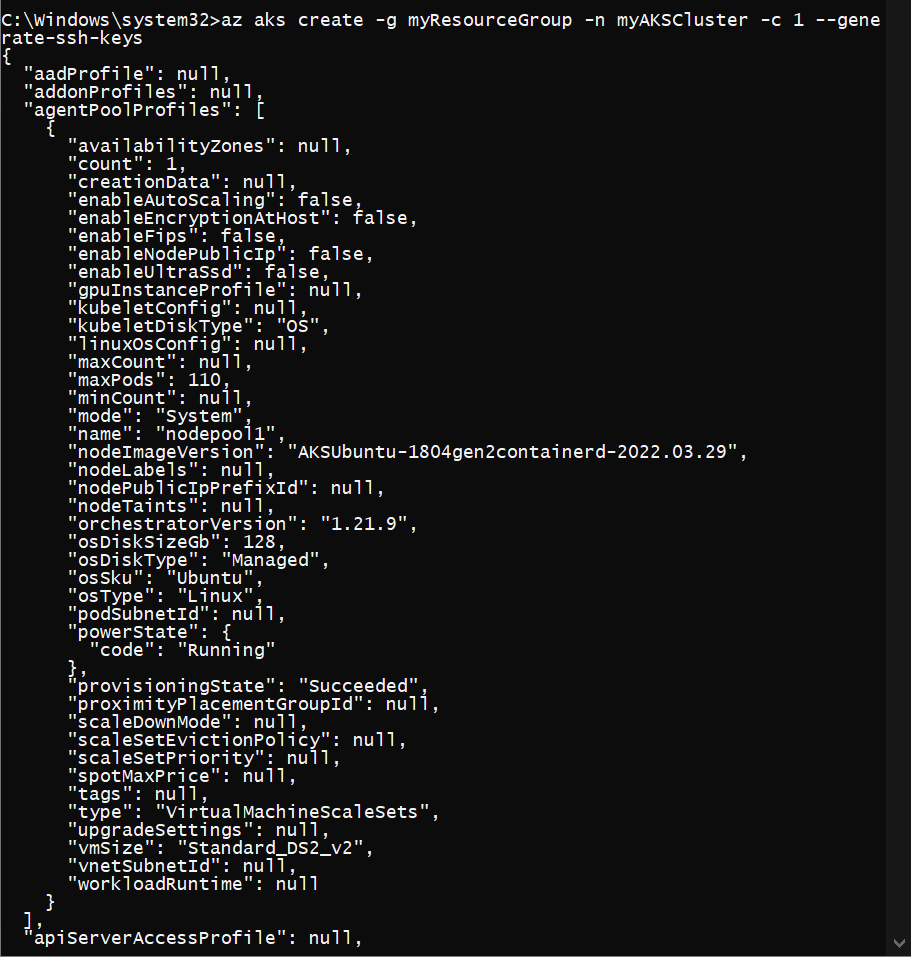 C:\Windows\system32>az aks create -g myResourceGroup -n myAKSCluster -c 1 --gene
rate-ssh-keys
{
  "aadProfile": null,
  "addonProfiles": null,
  "agentPoolProfiles": [
    {
      "availabilityZones": null,
      "count": 1,
      "creationData": null,
      "enableAutoScaling": false,
      "enableEncryptionAtHost": false,
      "enableFips": false,
      "enableNodePublicIp": false,
      "enableUltraSsd": false,
      "gpuInstanceProfile": null,
      "kubeletConfig": null,
      "kubeletDiskType": "OS",
      "linuxOsConfig": null,
      "maxCount": null,
      "maxPods": 110,
      "minCount": null,
      "mode": "System",
      "name": "nodepool1",
      "nodeImageVersion": "AKSUbuntu-1804gen2containerd-2022.03.29",
      "nodeLabels": null,
      "nodePublicIpPrefixId": null,
      "nodeTaints": null,
      "orchestratorVersion": "1.21.9",
      "osDiskSizeGb": 128,
      "osDiskType": "Managed",
      "osSku": "Ubuntu",
      "osType": "Linux",
      "podSubnetId": null,
      "powerState": {
        "code": "Running"
      },
      "provisioningState": "Succeeded",
      "proximityPlacementGroupId": null,
      "scaleDownMode": null,
      "scaleSetEvictionPolicy": null,
      "scaleSetPriority": null,
      "spotMaxPrice": null,
      "tags": null,
      "type": "VirtualMachineScaleSets",
      "upgradeSettings": null,
      "vmSize": "Standard_DS2_v2",
      "vnetSubnetId": null,
      "workloadRuntime": null
    }
  ],
  "apiServerAccessProfile": null,